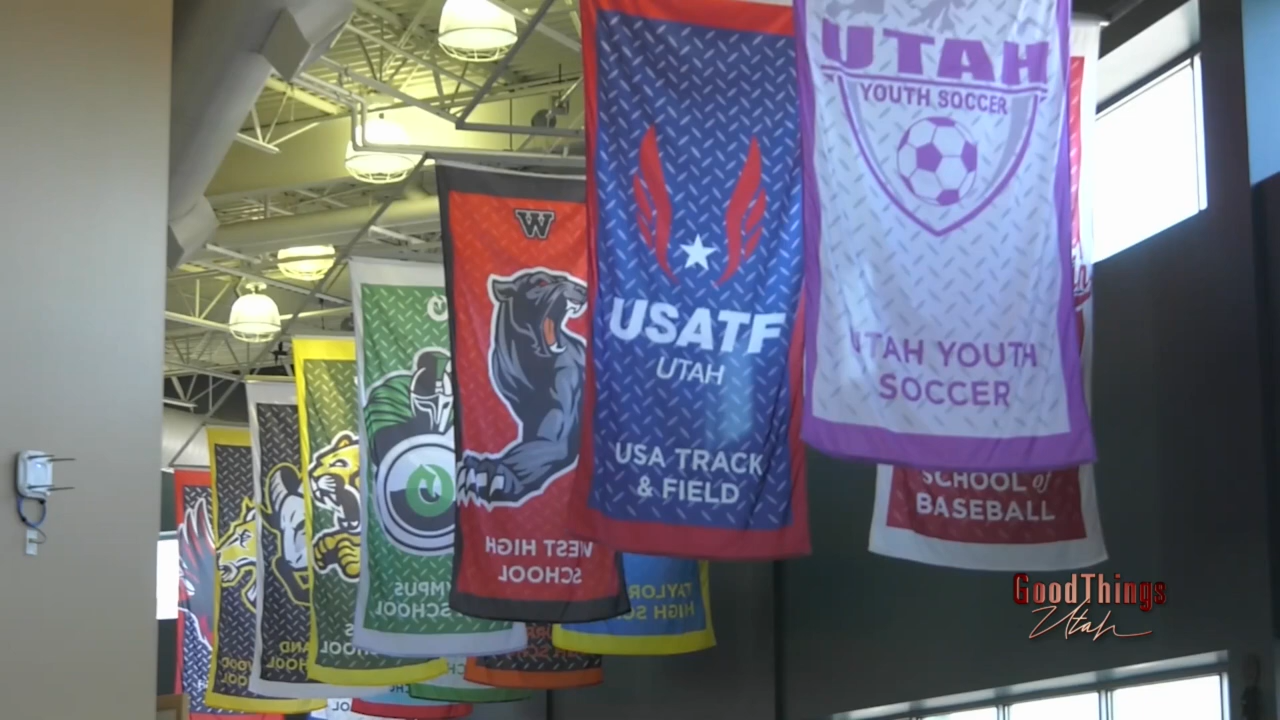 UTAH
YOUTH SOCCER
UTAH YOUTH
SOCCER
USATF
UTAH
USA TRACK
& FIELD
W
WEST HIGH
SCHOOL
SCHOOL of
BASEBALL
TAYLOR
HIGH
SCHOOL
GoodThings
Utah